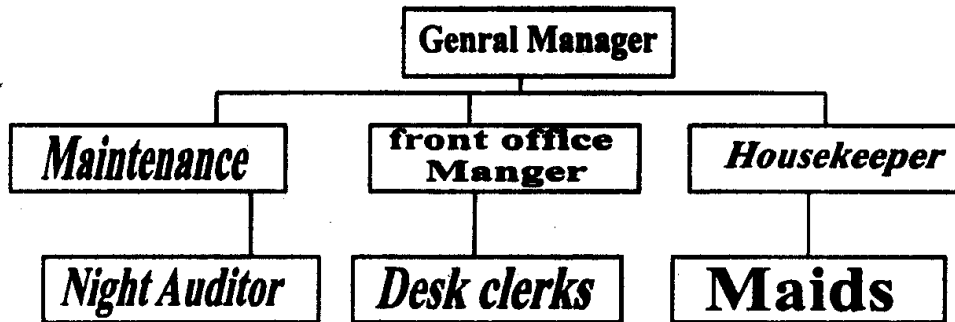 Genral Manager
Maintenance
front office
Manger
Housekeeper
Night Auditor
Desk clerks
Maids